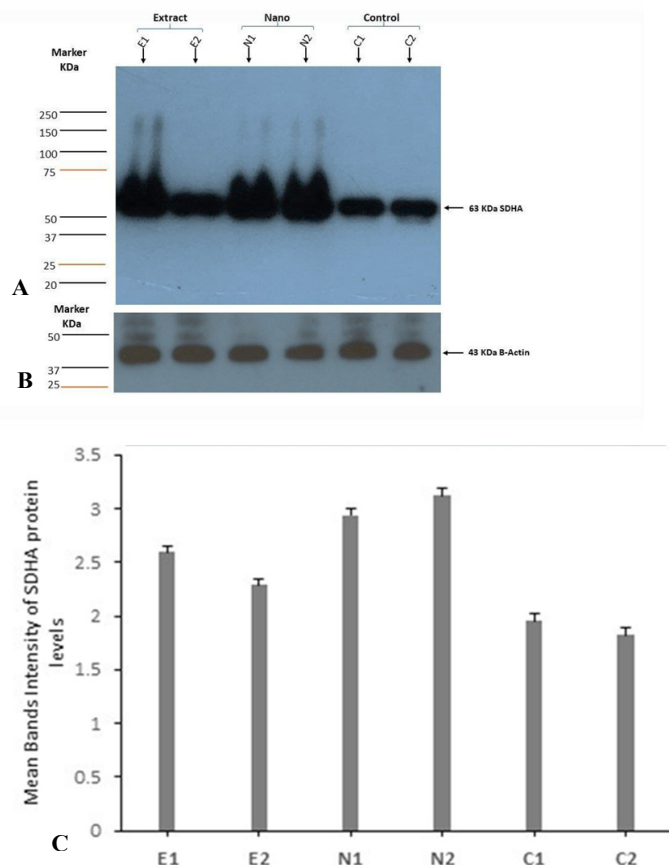 Extract Nano Control
E1 E2 N1 N2 C1 C2
Marker
KDa
250
150
100
75
63 KDa SDHA
50
37
25
20
A
Marker
KDa
50
43 KDa B-Actin
37
B
25
3.5
3
2.5
2
1.5
1
0.5
0
Mean Bands Intensity of SDHA protein
levels
C
E1 E2 N1 N2 C1 C2